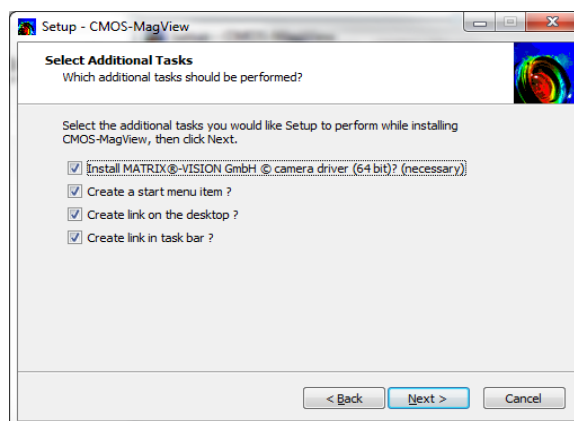 Setup - CMOS-MagView
Select Additional Tasks
Which additional tasks should be performed?
Select the additional tasks you would like Setup to perform while installing
CMOS-MagView, then click Next.
Install MATRIX®-VISION GmbH © camera driver (64 bit)? (necessary)
Create a start menu item ?
Create link on the desktop ?
Create link in task bar ?
< Back
Next >
Cancel